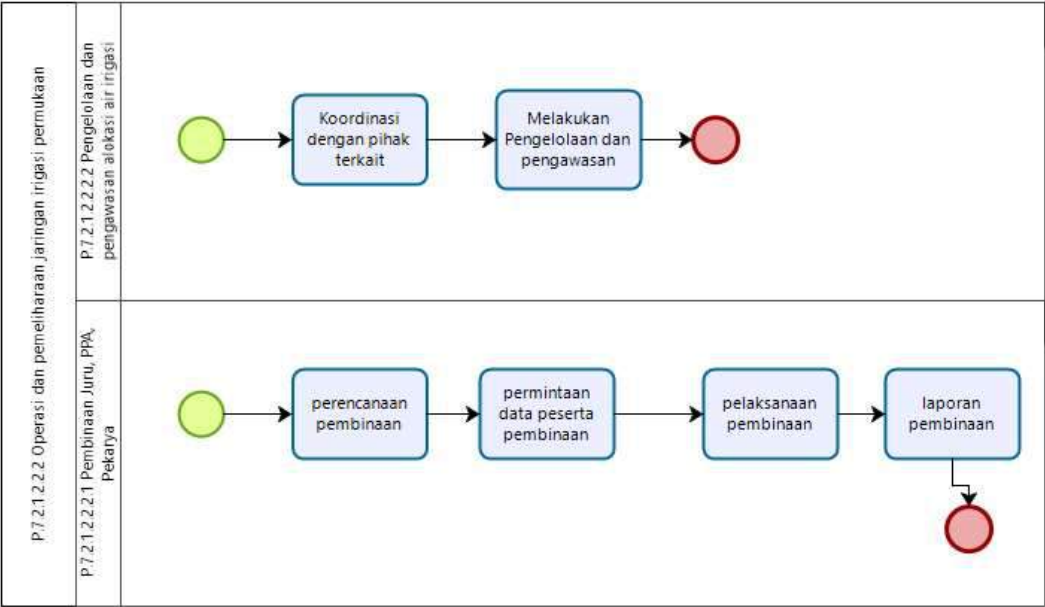 P.7.2.1.2.2.2 Operasi dan pemeliharaan jaringan irigasi permukaan
P.7.2.1.2.2.2.2 Pengelolaan dan
pengawasan alokasi air irigasi
Koordinasi
dengan pihak
terkait
Melakukan
Pengelolaan dan
pengawasan
P.7.2.1.2.2.2.1 Pembinaan Juru, PPA,
Pekarya
perencanaan
pembinaan
permintaan
data peserta
pembinaan
pelaksanaan
pembinaan
laporan
pembinaan